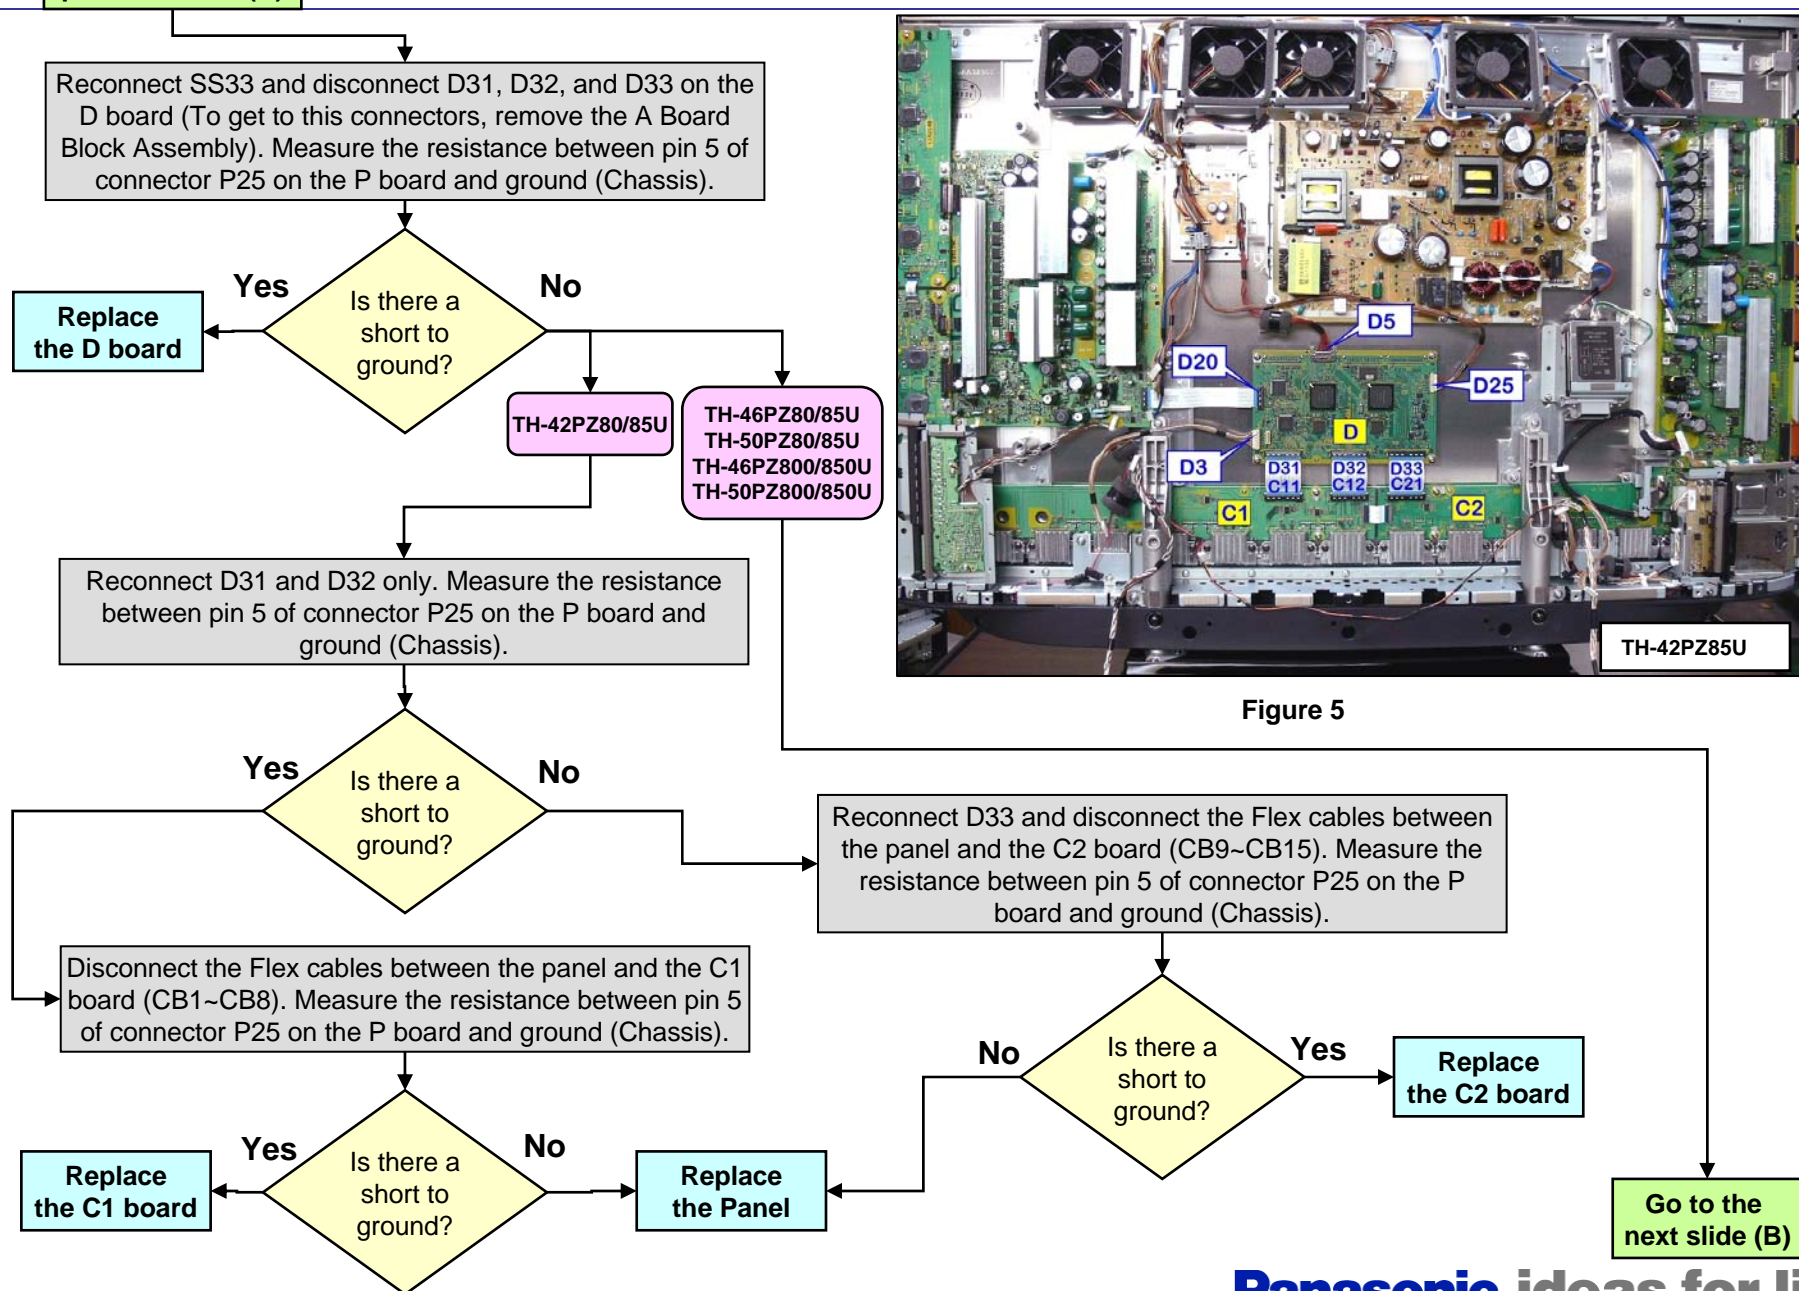 Reconnect SS33 and disconnect D31, D32, and D33 on the
D board (To get to this connectors, remove the A Board
Block Assembly). Measure the resistance between pin 5 of
connector P25 on the P board and ground (Chassis).
Yes
No
Is there a
short to
ground?
Replace
the D board
TH-42PZ80/85U
TH-46PZ80/85U
TH-50PZ80/85U
TH-46PZ800/850U
TH-50PZ800/850U
D5
D20
D25
D
D3
D31
C11
D32
C12
D33
C21
C1
C2
TH-42PZ85U
Figure 5
Reconnect D31 and D32 only. Measure the resistance
between pin 5 of connector P25 on the P board and
ground (Chassis).
Yes
No
Is there a
short to
ground?
Reconnect D33 and disconnect the Flex cables between
the panel and the C2 board (CB9~CB15). Measure the
resistance between pin 5 of connector P25 on the P
board and ground (Chassis).
Disconnect the Flex cables between the panel and the C1
board (CB1~CB8). Measure the resistance between pin 5
of connector P25 on the P board and ground (Chassis).
No
Yes
Is there a
short to
ground?
Replace
the C2 board
Yes
No
Is there a
short to
ground?
Replace
the C1 board
Replace
the Panel
Go to the
next slide (B)
Panasonic ideas for